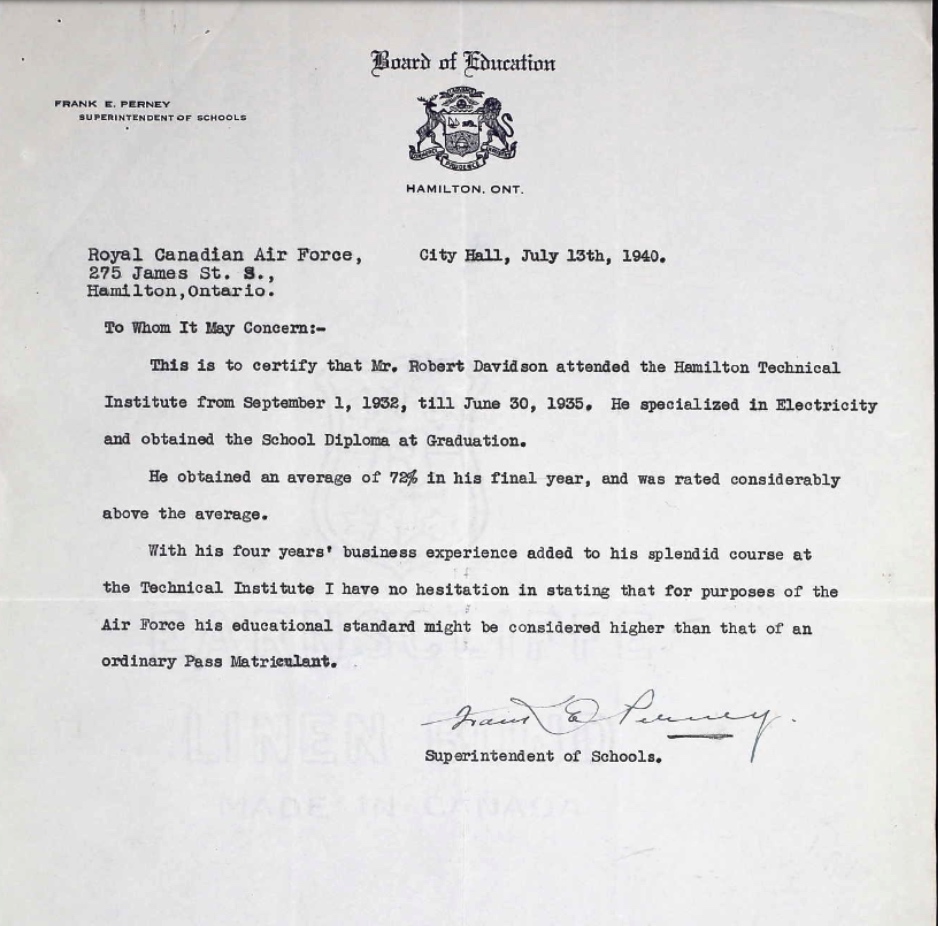 Board of Education
FRANK E. PERNEY
SUPERINTENDENT OF SCHOOLS
HAMILTON, ONT.
Royal Canadian Air Force, City Hall, July 13th, 1940.
275 James St. S.,
Hamilton,Ontario.
To Whom It May Concern:-
This is to certify that Mr. Robert Davidson attended the Hamilton Technical
Institute from September 1, 1932, till June 30, 1935. He specialized in Electricity
and obtained the School Diploma at Graduation.
He obtained an average of 72% in his final year, and was rated considerably
above the average.
With his four years' business experience added to his splendid course at
the Technical Institute I have no hesitation in stating that for purposes of the
Air Force his educational standard might be considered higher than that of an
ordinary Pass Matriculant.
Frank E. Perney.
Superintendent of Schools.
LINEN
MADE IN CANADA